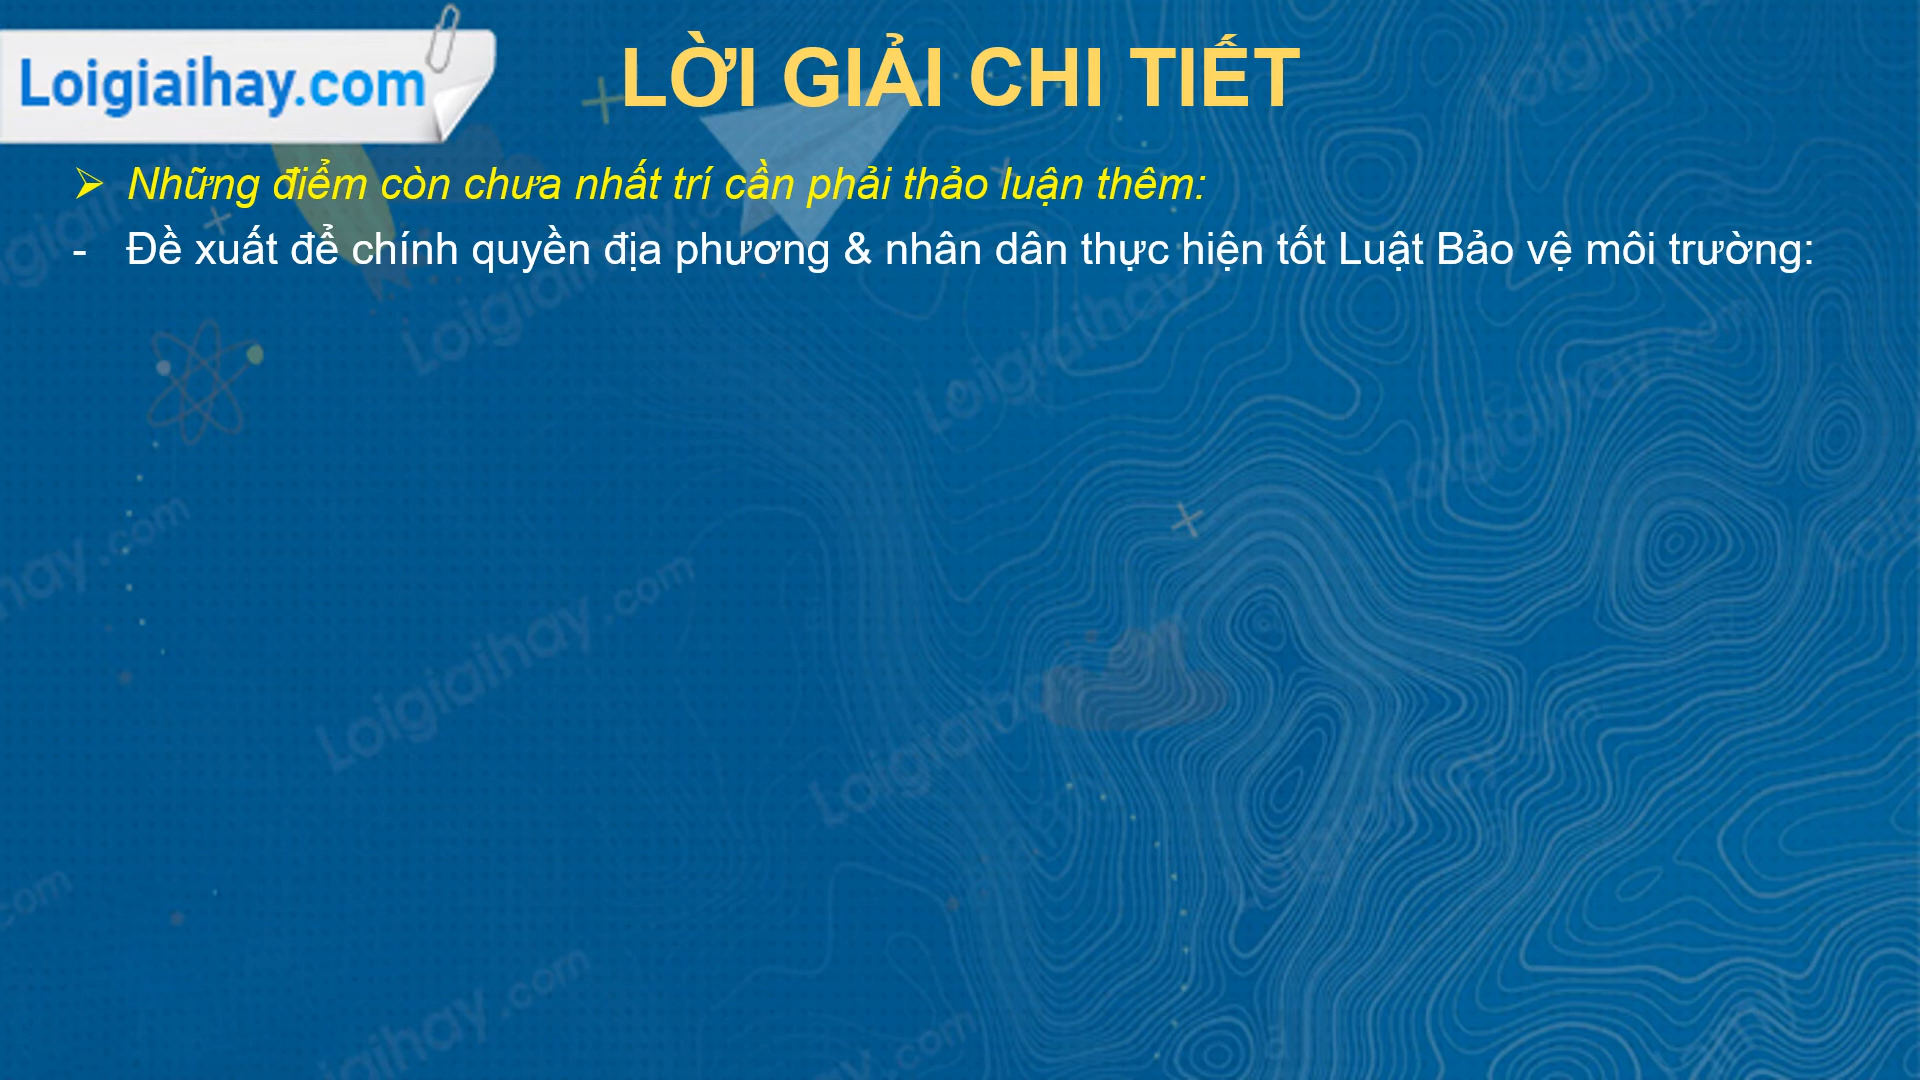 Loigiaihay.com
LỜI GIẢI CHI TIẾT
➢ Những điểm còn chưa nhất trí cần phải thảo luận thêm:
- Đề xuất để chính quyền địa phương & nhân dân thực hiện tốt Luật Bảo vệ môi trường: